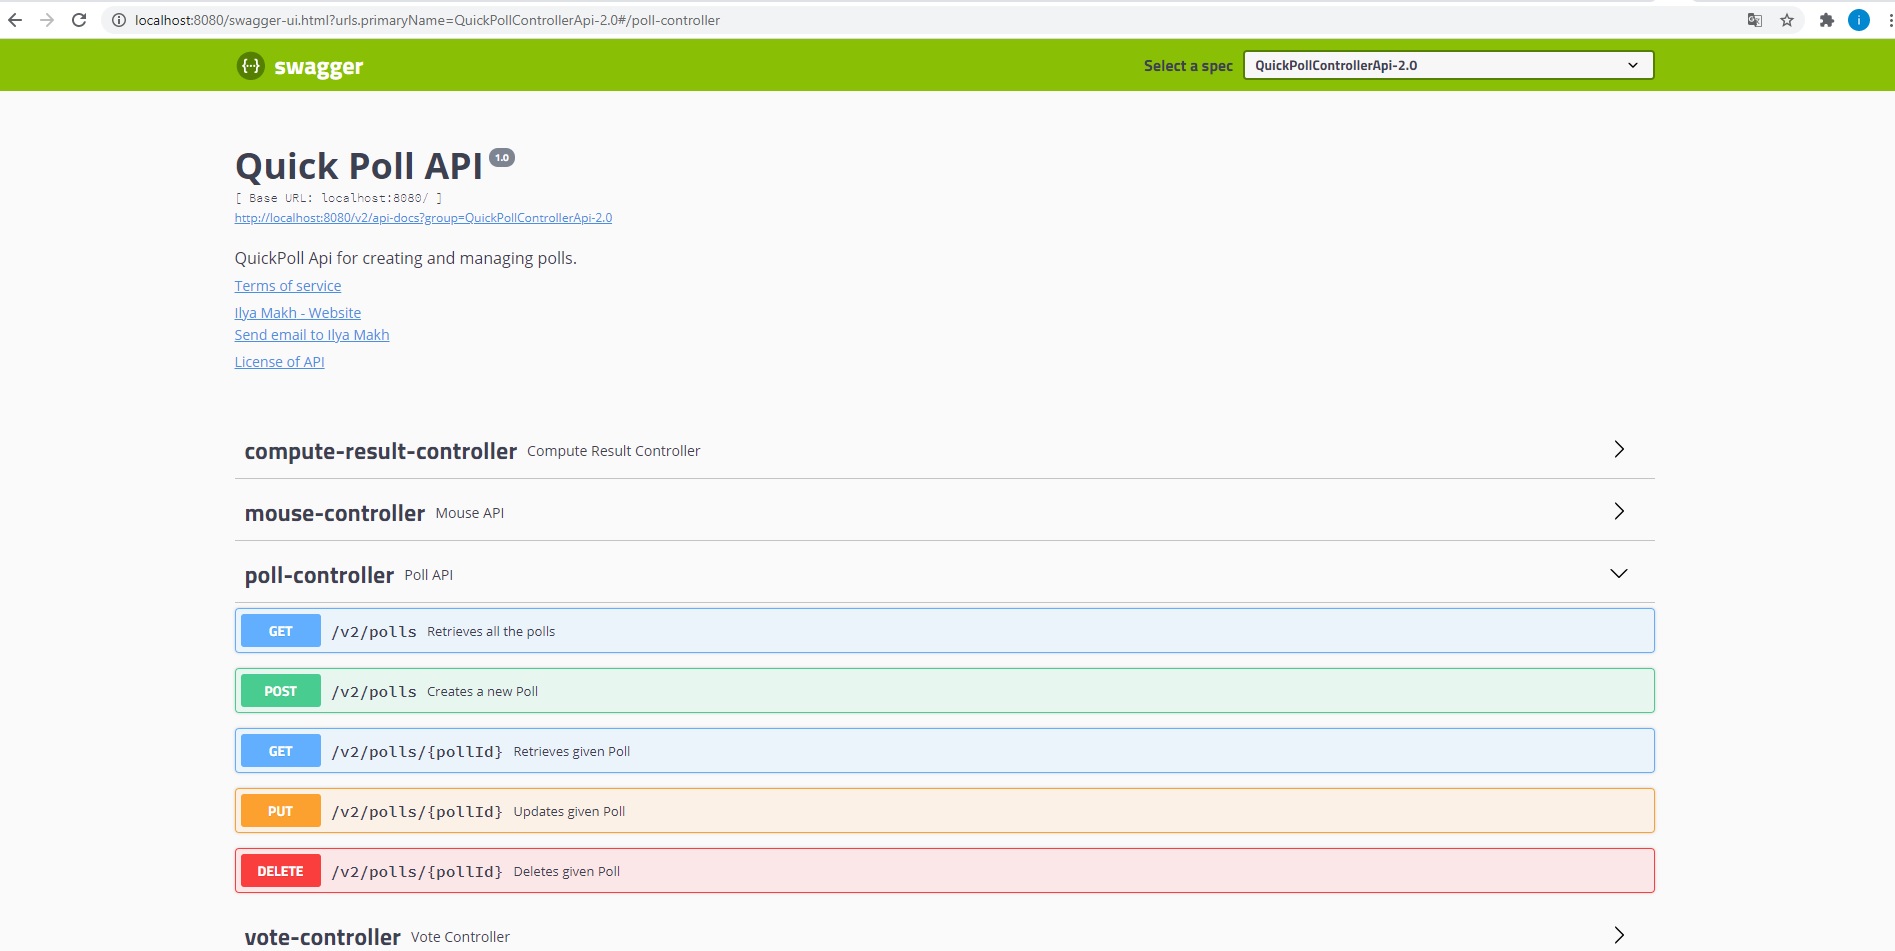 localhost:8080/swagger-ui.html?urls.primaryName=QuickPollControllerApi-2.0#/poll-controller
i
{...} swagger
Select a spec QuickPollControllerApi-2.0
Quick Poll API 1.0
[ Base URL: localhost:8080/ ]
http://localhost:8080/v2/api-docs?group=QuickPollControllerApi-2.0
QuickPoll Api for creating and managing polls.
Terms of service
Ilya Makh - Website
Send email to Ilya Makh
License of API
compute-result-controller Compute Result Controller
mouse-controller Mouse API
poll-controller Poll API
GET /v2/polls Retrieves all the polls
POST /v2/polls Creates a new Poll
GET /v2/polls/{pollId} Retrieves given Poll
PUT /v2/polls/{pollId} Updates given Poll
DELETE /v2/polls/{pollId} Deletes given Poll
vote-controller Vote Controller